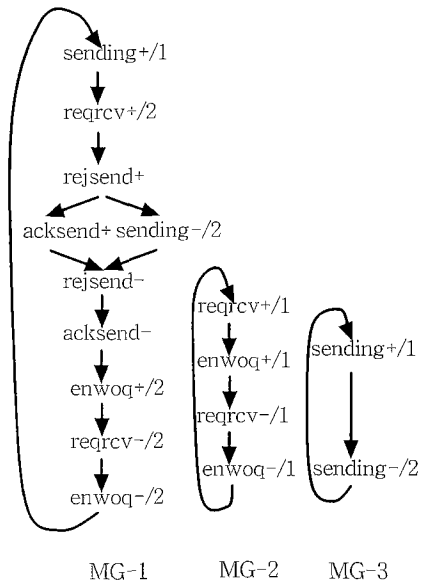 sending+/1
reqrcv+/2
rejsend+
acksend+ sending-/2
rejsend-
acksend-
enwoq+/2
reqrcv-/2
enwoq-/2
reqrcv+/1
enwoq+/1
reqrcv-/1
enwoq-/1
sending+/1
sending-/2
MG-1 MG-2 MG-3